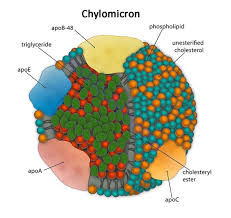 Chylomicron
apoB-48
phospholipid
triglyceride
unesterified
cholesterol
apoE
apoA
cholesteryl
ester
apoC